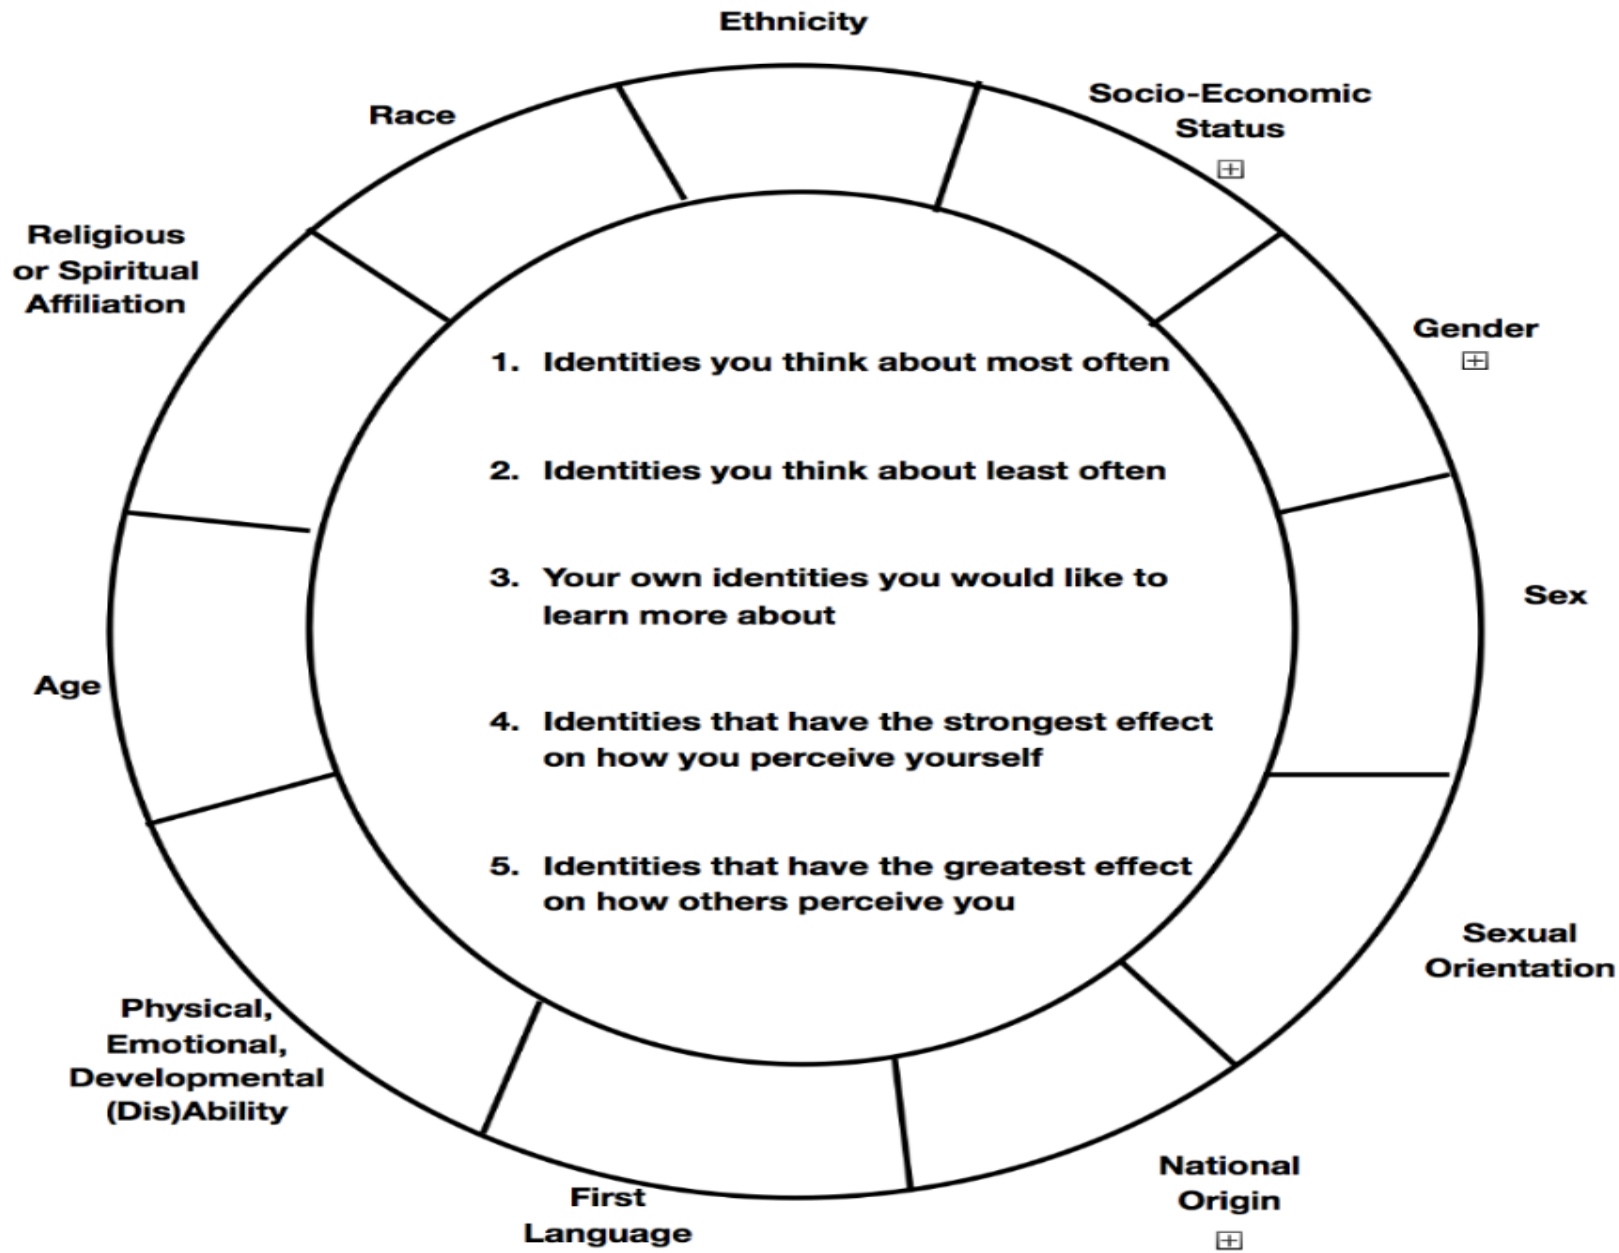 Ethnicity
Socio-Economic
Status
Race
Religious
or Spiritual
Affiliation
Gender
1. Identities you think about most often
2. Identities you think about least often
3. Your own identities you would like to
learn more about
Sex
Age
4. Identities that have the strongest effect
on how you perceive yourself
5. Identities that have the greatest effect
on how others perceive you
Sexual
Orientation
Physical,
Emotional,
Developmental
(Dis)Ability
First
Language
National
Origin